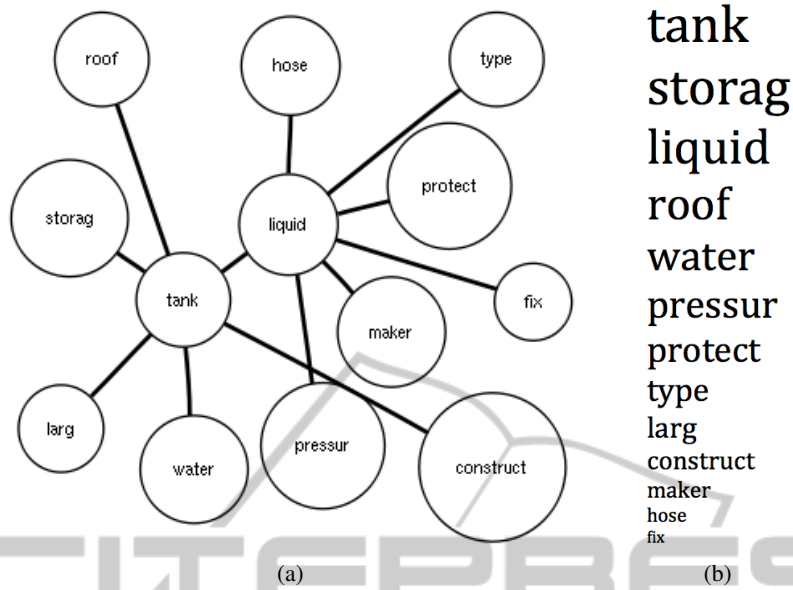 roof
hose
type
protect
storag
liquid
tank
fix
maker
larg
water
pressur
construct
(a)
tank
storag
liquid
roof
water
pressur
protect
type
larg
construct
maker
hose
fix
(b)